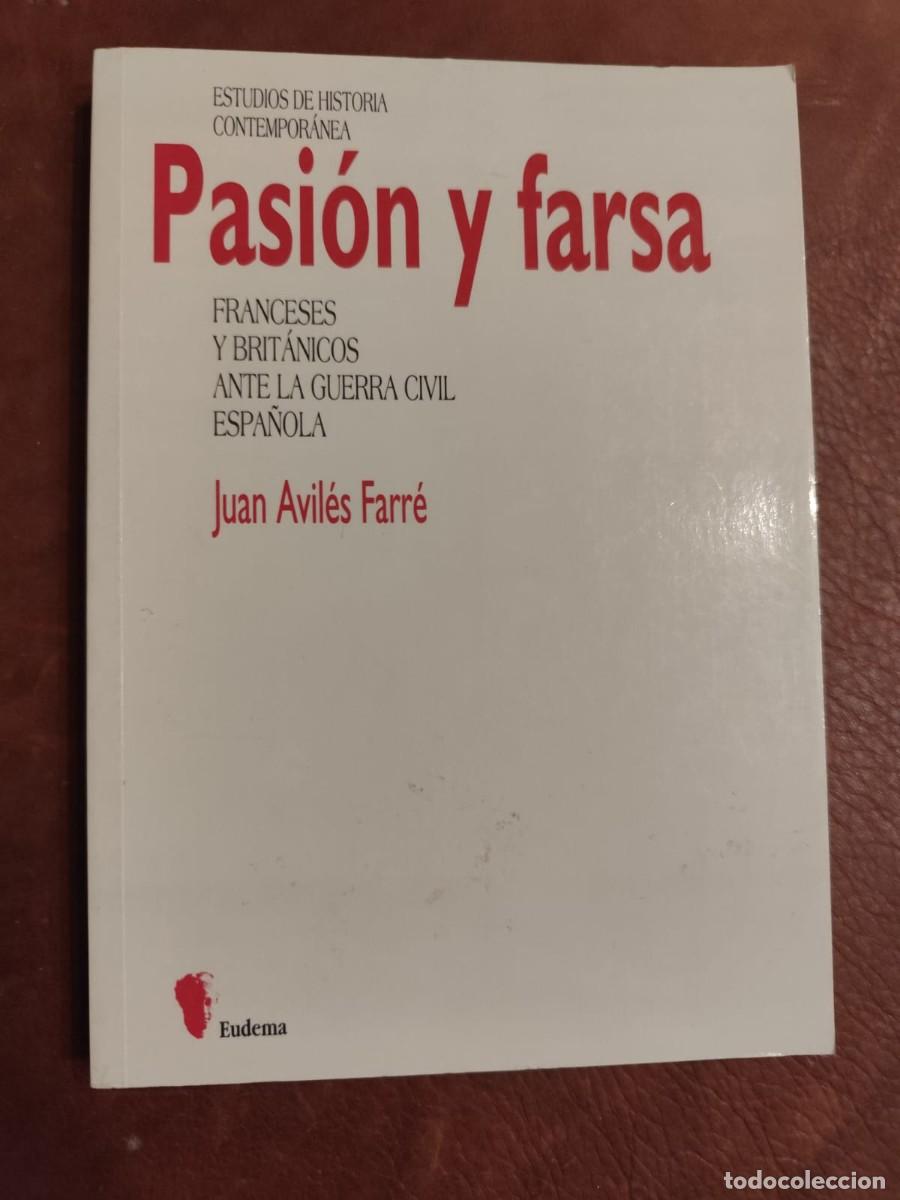 ESTUDIOS DE HISTORIA
CONTEMPORÁNEA
Pasión y farsa
FRANCESES
Y BRITÁNICOS
ANTE LA GUERRA CIVIL
ESPAÑOLA
Juan Avilés Farré
Eudema
todocoleccion